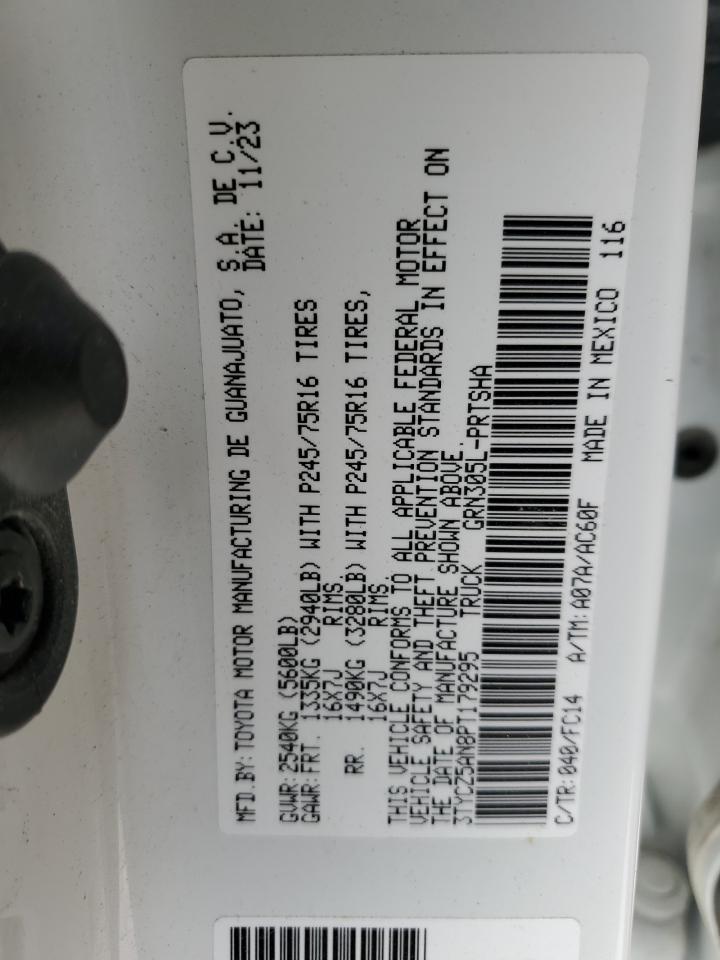 MFD.BY:TOYOTA MOTOR MANUFACTURING DE GUANAJUATO, S.A. DE C.V.
DATE: 11/23
GVWR:2540KG (5600LB)
GAWR:FRT. 1335KG (2940LB) WITH P245/75R16 TIRES
16X7J RIMS.
RR. 1490KG (3280LB) WITH P245/75R16 TIRES,
16X7J RIMS.
THIS VEHICLE CONFORMS TO ALL APPLICABLE FEDERAL MOTOR
VEHICLE SAFETY AND THEFT PREVENTION STANDARDS IN EFFECT ON
THE DATE OF MANUFACTURE SHOWN ABOVE.
3TYCZ5AN8PT179295 TRUCK GRN305L-PRTSHA
C/TR:040/FC14 A/TM:A07A/AC60F MADE IN MEXICO 116